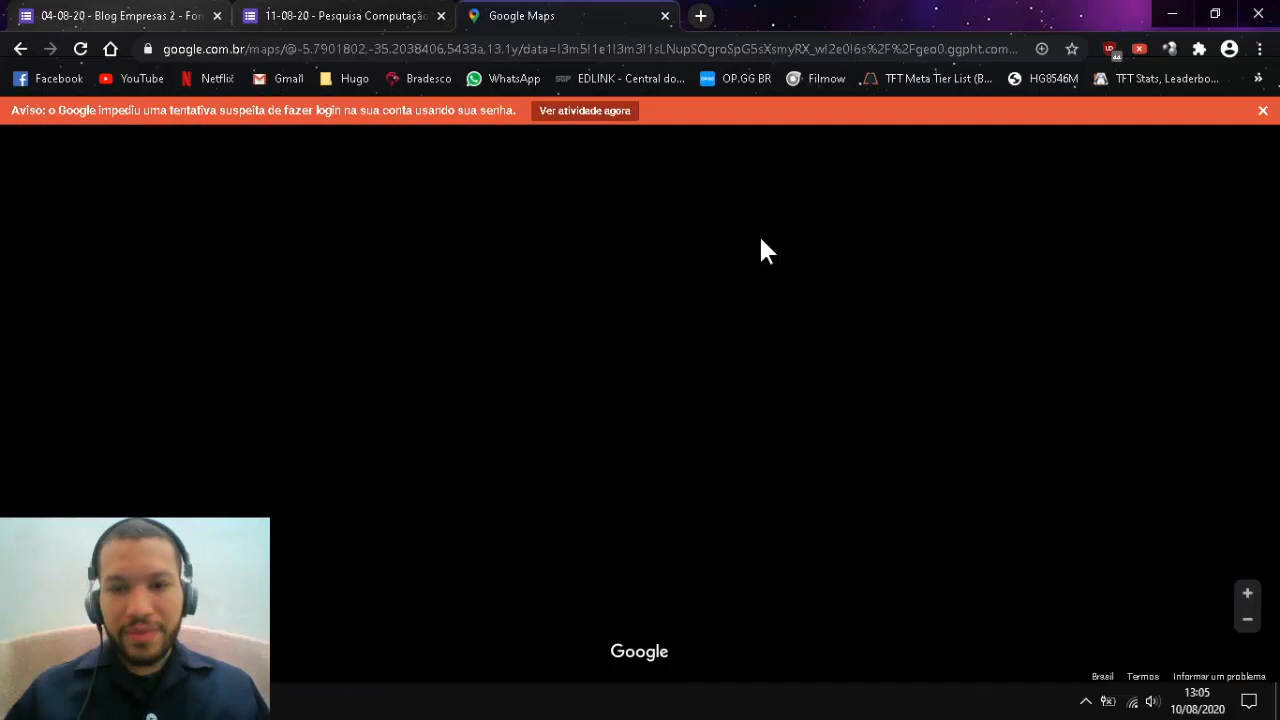 04-08-20 - Blog Empresas 2 - For
11-08-20 - Pesquisa Computação
Google Maps
google.com.br/maps/@-5.7901802,-35.2038406,5433a,13.1y/data=!3m5!1e1!3m3!1sLNupSOgroSpG5sXsmyRX_wI2e0!6s%2F%2Fgeo0.ggpht.com...
Facebook
YouTube
Netflix
Gmail
Hugo
Bradesco
WhatsApp
EDLINK - Central do...
OP.GG BR
Filmow
TFT Meta Tier List (B...
HG8546M
TFT Stats, Leaderbo...
Aviso: o Google impediu uma tentativa suspeita de fazer login na sua conta usando sua senha.
Ver atividade agora
Google
Brasil
Termos
Informar um problema
13:05
10/08/2020